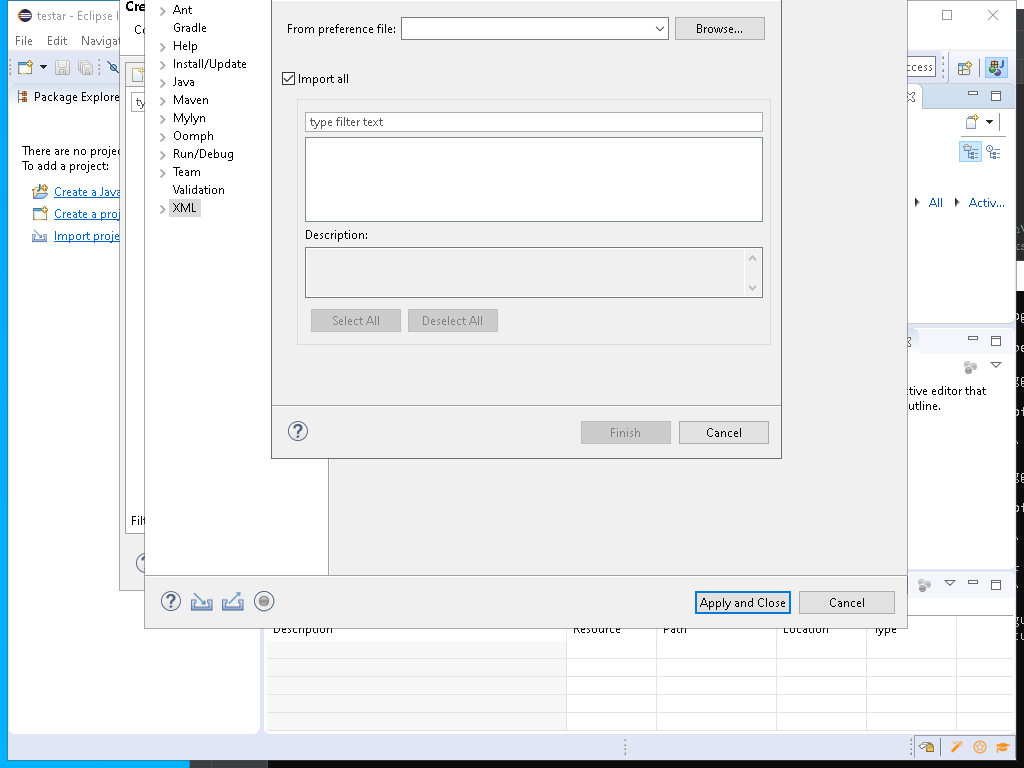 testar - Eclipse I
File
Edit
Navigat
Package Explore
There are no projec
To add a project:
Create a Java
Create a proj
Import proje
Cre
Ant
Gradle
Help
Install/Update
Java
Maven
Mylyn
Oomph
Run/Debug
Team
Validation
XML
From preference file:
Browse...
Import all
type filter text
Description:
Select All
Deselect All
Finish
Cancel
Apply and Close
Cancel
Filt
ccess
All
Activ...
ctive editor that
utline.
Description
Resource
Path
Location
Type